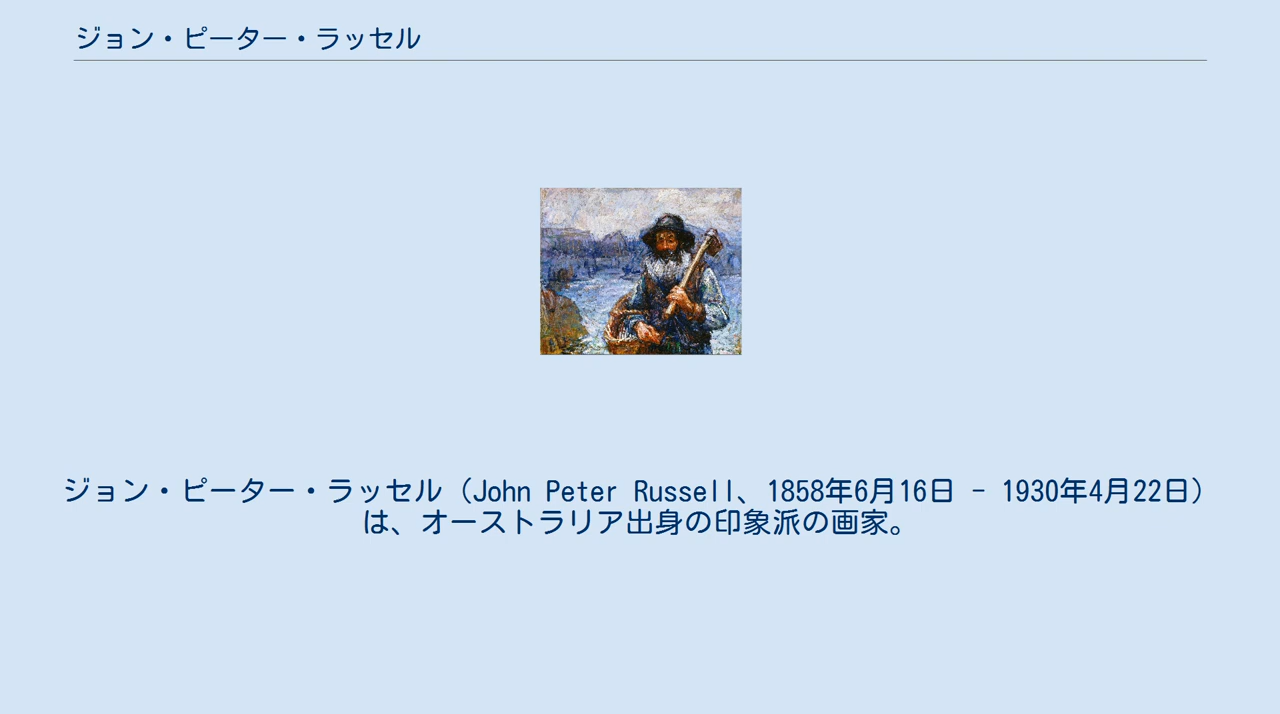 ジョン・ピーター・ラッセル
ジョン・ピーター・ラッセル（John Peter Russell、1858年6月16日 - 1930年4月22日）
は、オーストラリア出身の印象派の画家。